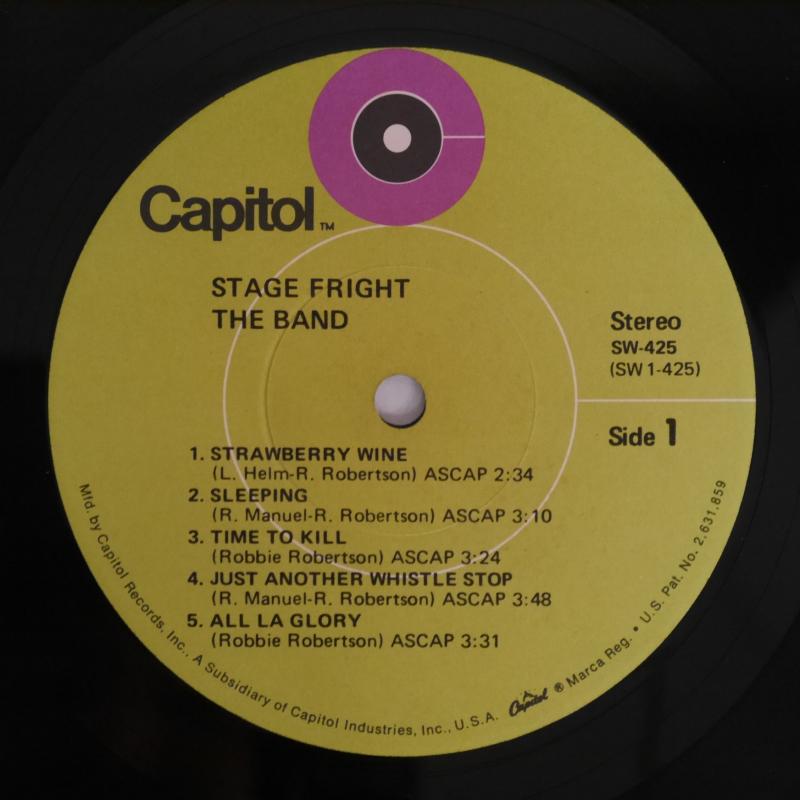 Capitol™
STAGE FRIGHT
THE BAND
Stereo
SW-425
(SW 1-425)
Side 1
1. STRAWBERRY WINE
(L. Helm-R. Robertson) ASCAP 2:34
2. SLEEPING
(R. Manuel-R. Robertson) ASCAP 3:10
3. TIME TO KILL
(Robbie Robertson) ASCAP 3:24
4. JUST ANOTHER WHISTLE STOP
(R. Manuel-R. Robertson) ASCAP 3:48
5. ALL LA GLORY
(Robbie Robertson) ASCAP 3:31
Mfd. by Capitol Records, Inc., A Subsidiary of Capitol Industries, Inc., U.S.A. Capitol ® Marca Reg. • U.S. Pat. No. 2,631,859